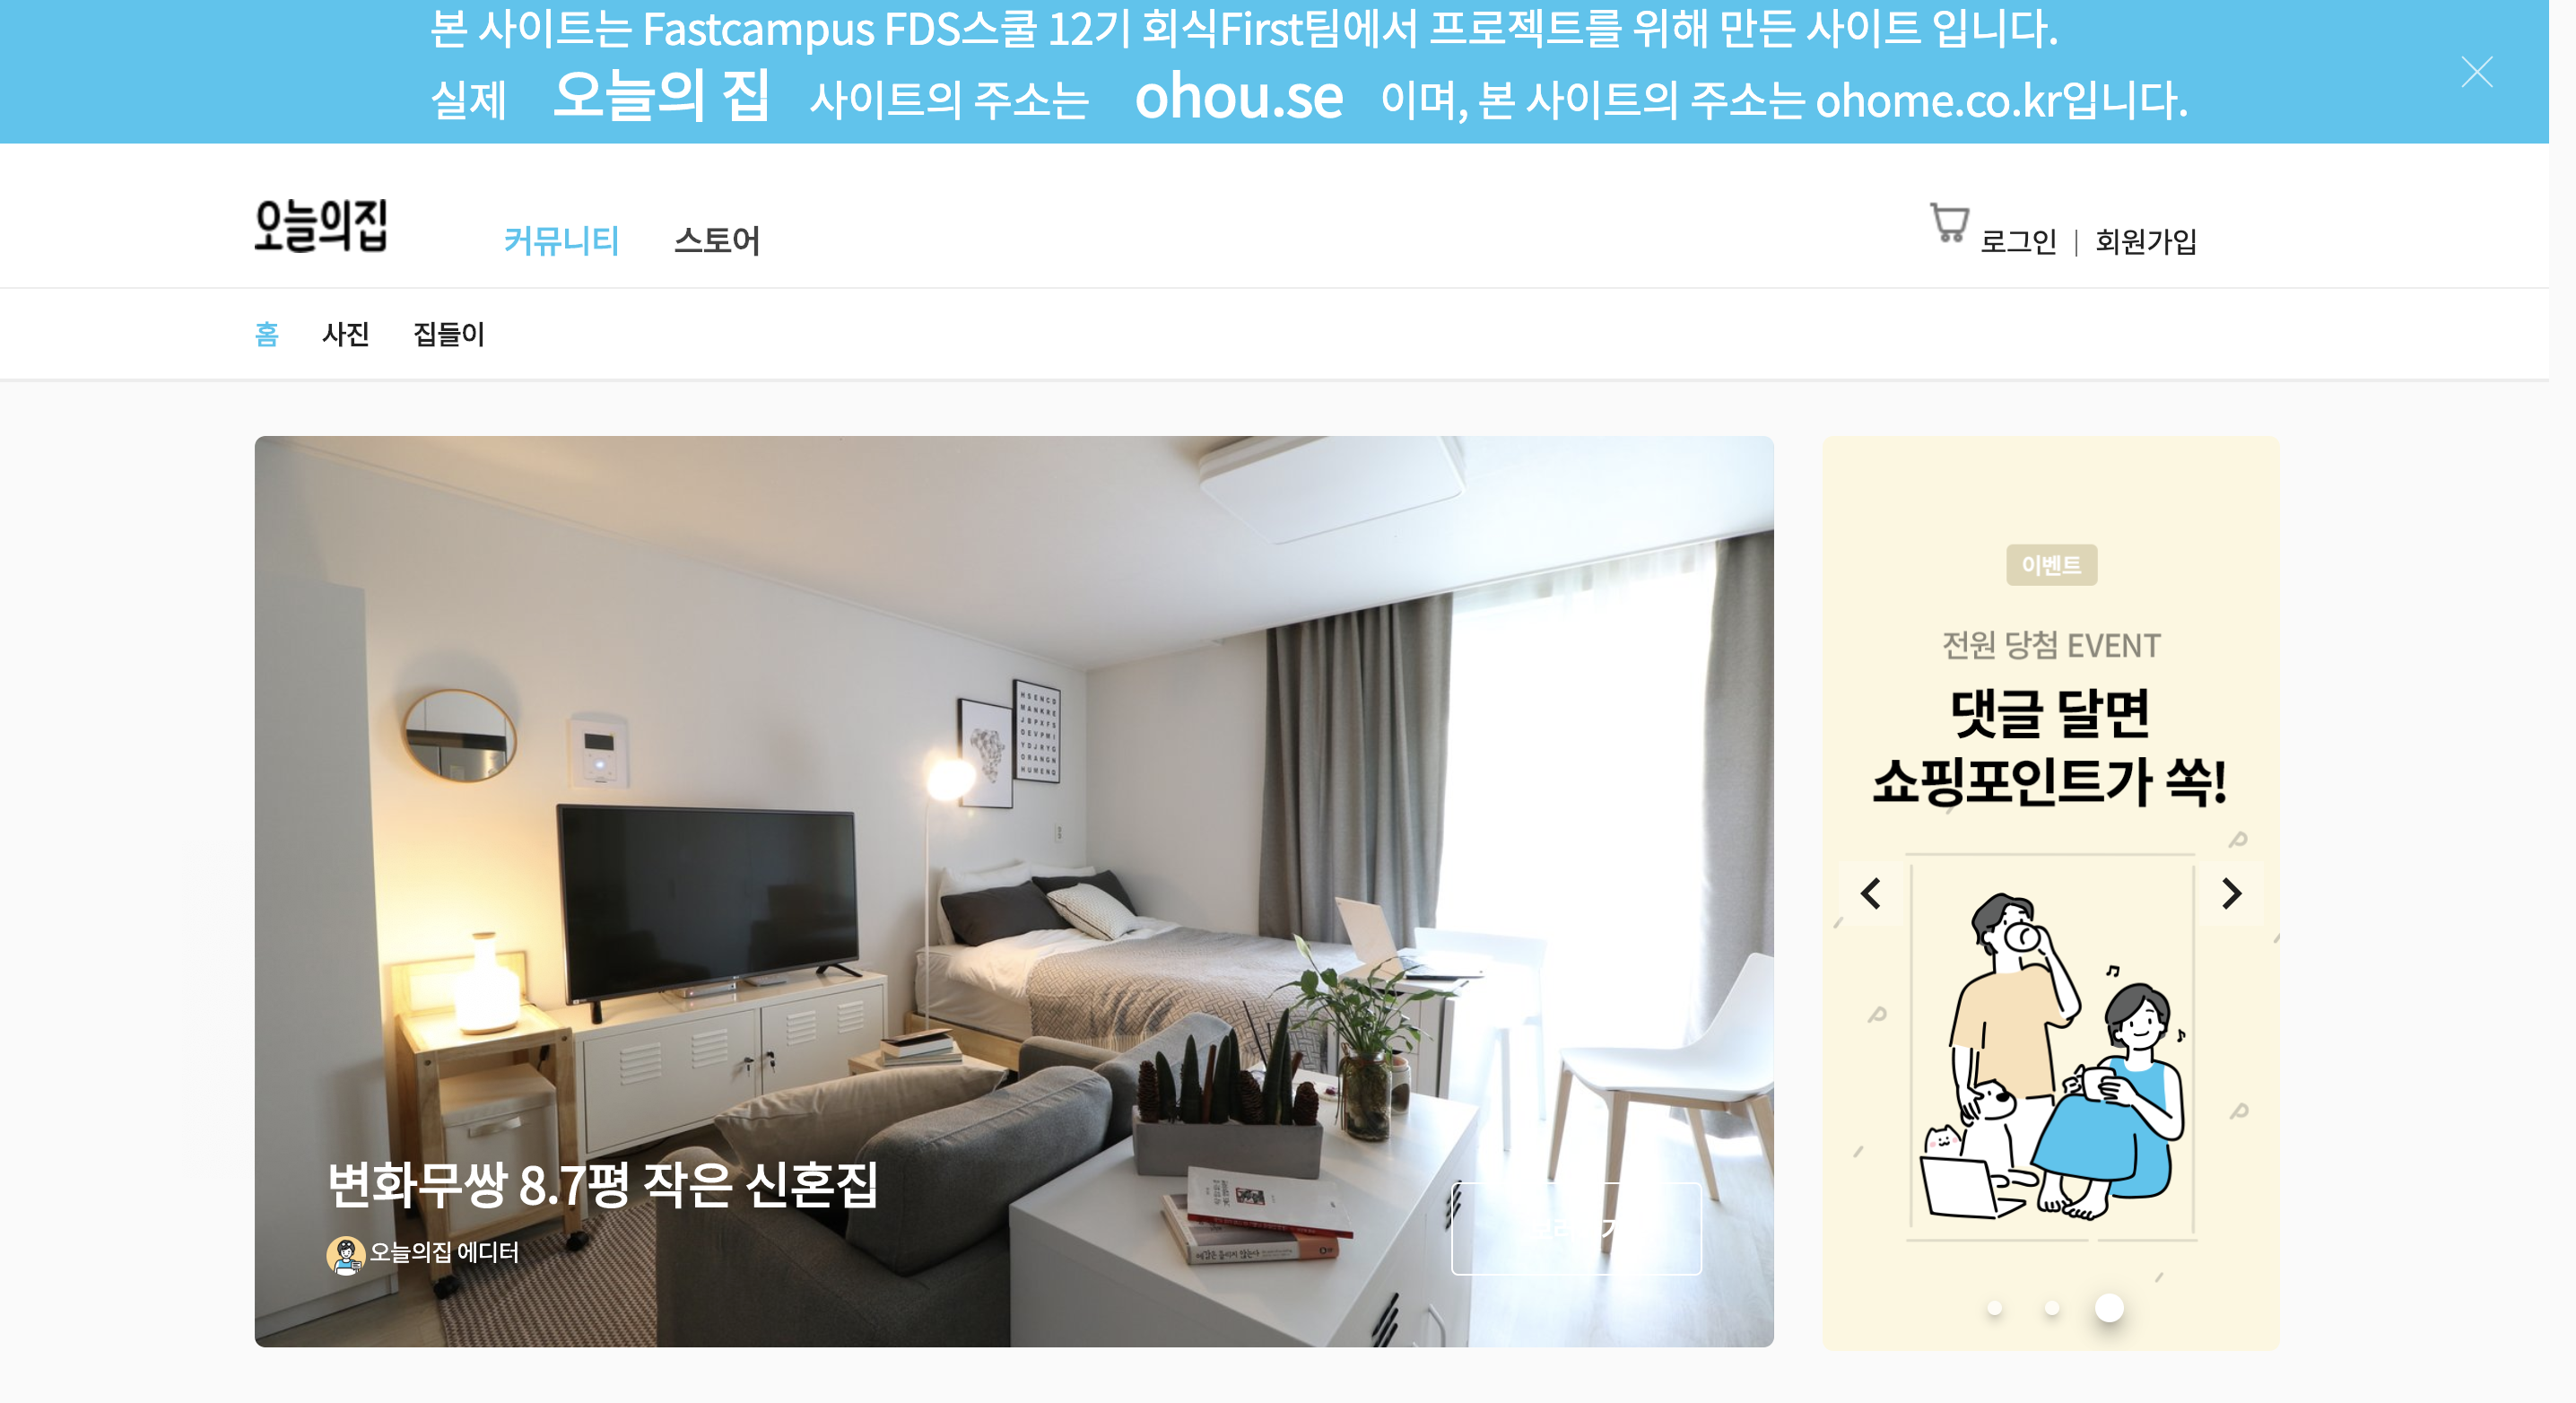 본 사이트는 Fastcampus FDS스쿨 12기 회식First팀에서 프로젝트를 위해 만든 사이트 입니다.
실제 오늘의 집 사이트의 주소는 ohou.se 이며, 본 사이트의 주소는 ohome.co.kr입니다.
오늘의집 커뮤니티 스토어 로그인 | 회원가입
홈 사진 집들이
변화무쌍 8.7평 작은 신혼집
오늘의집 에디터
이벤트
전원 당첨 EVENT
댓글 달면
쇼핑포인트가 쏙!